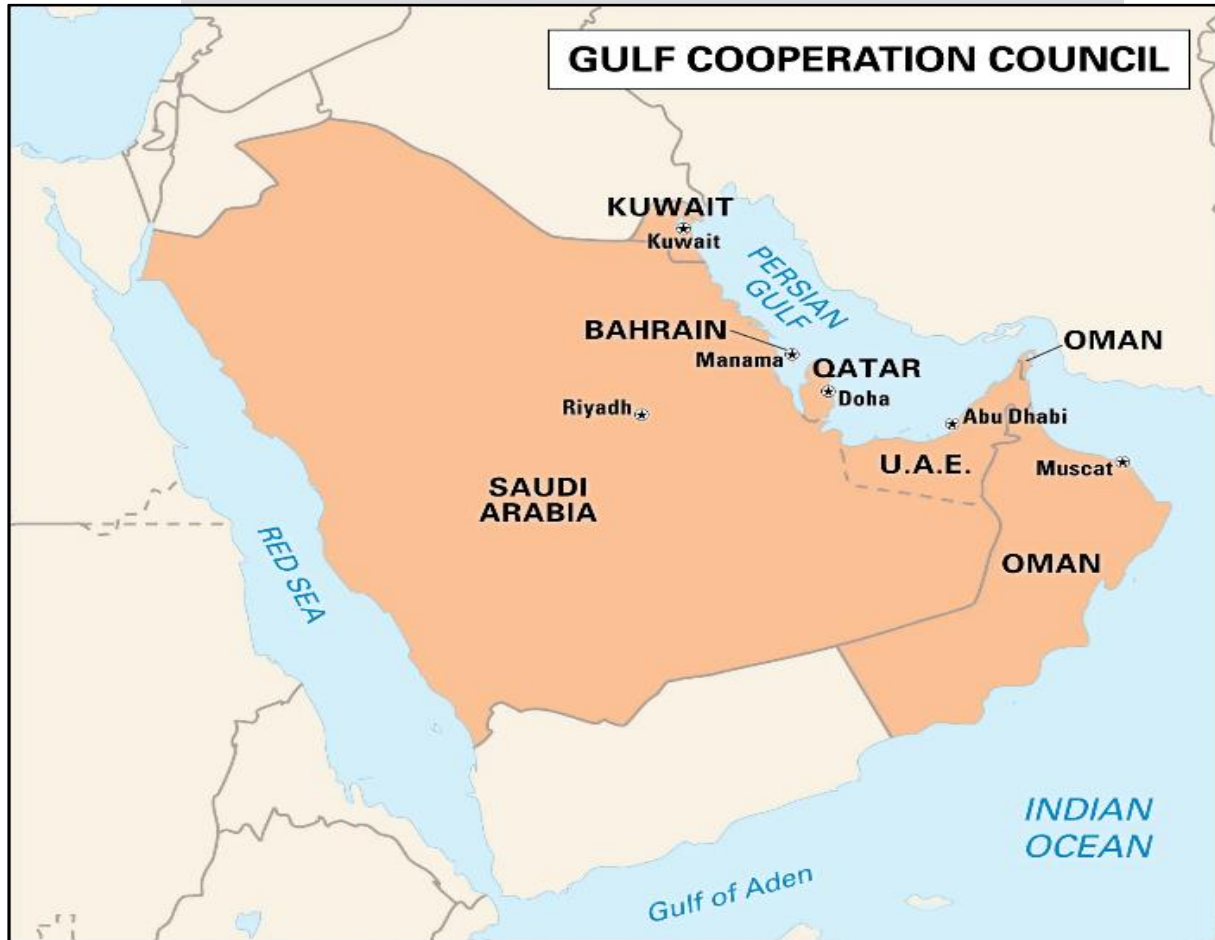 GULF COOPERATION COUNCIL
KUWAIT
Kuwait
PERSIAN
GULF
BAHRAIN
Manama
QATAR
Doha
OMAN
Riyadh
Abu Dhabi
U.A.E.
Muscat
SAUDI
ARABIA
RED SEA
OMAN
INDIAN
OCEAN
Gulf of Aden